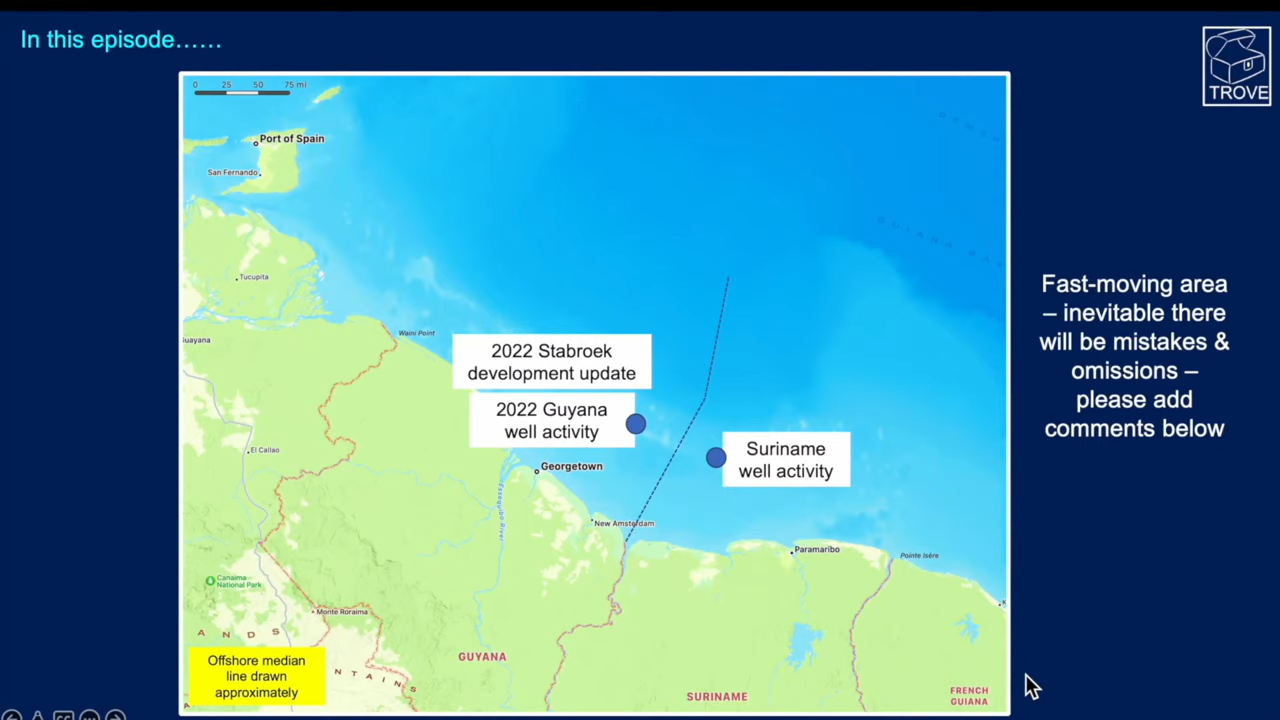 In this episode……
TROVE
0 25 50 75 mi
Port of Spain
San Fernando
Tucupita
Guayana
Waini Point
2022 Stabroek
development update
2022 Guyana
well activity
Suriname
well activity
El Callao
Georgetown
Essequibo River
New Amsterdam
Paramaribo
Pointe Isère
Canaima
National Park
Monte Roraima
A N D S
N T A I N S
GUYANA
SURINAME
FRENCH
GUIANA
Offshore median
line drawn
approximately
Fast-moving area
– inevitable there
will be mistakes &
omissions –
please add
comments below